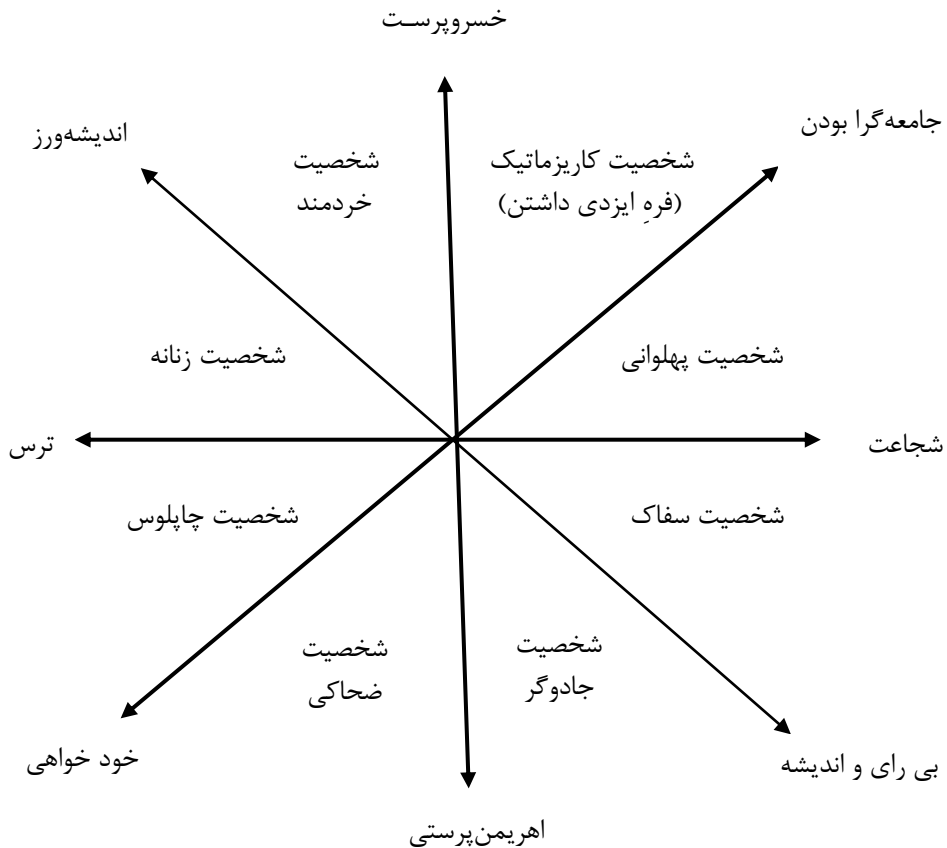 خسروپرست
جامعه‌گرا بودن
اندیشه‌ورز
شخصیت کاریزماتیک
(فرهِ ایزدی داشتن)
شخصیت
خردمند
شخصیت پهلوانی
شخصیت زنانه
شجاعت
ترس
شخصیت سفاک
شخصیت چاپلوس
شخصیت
جادوگر
شخصیت
ضحاکی
بی رای و اندیشه
خود خواهی
اهریمن‌پرستی